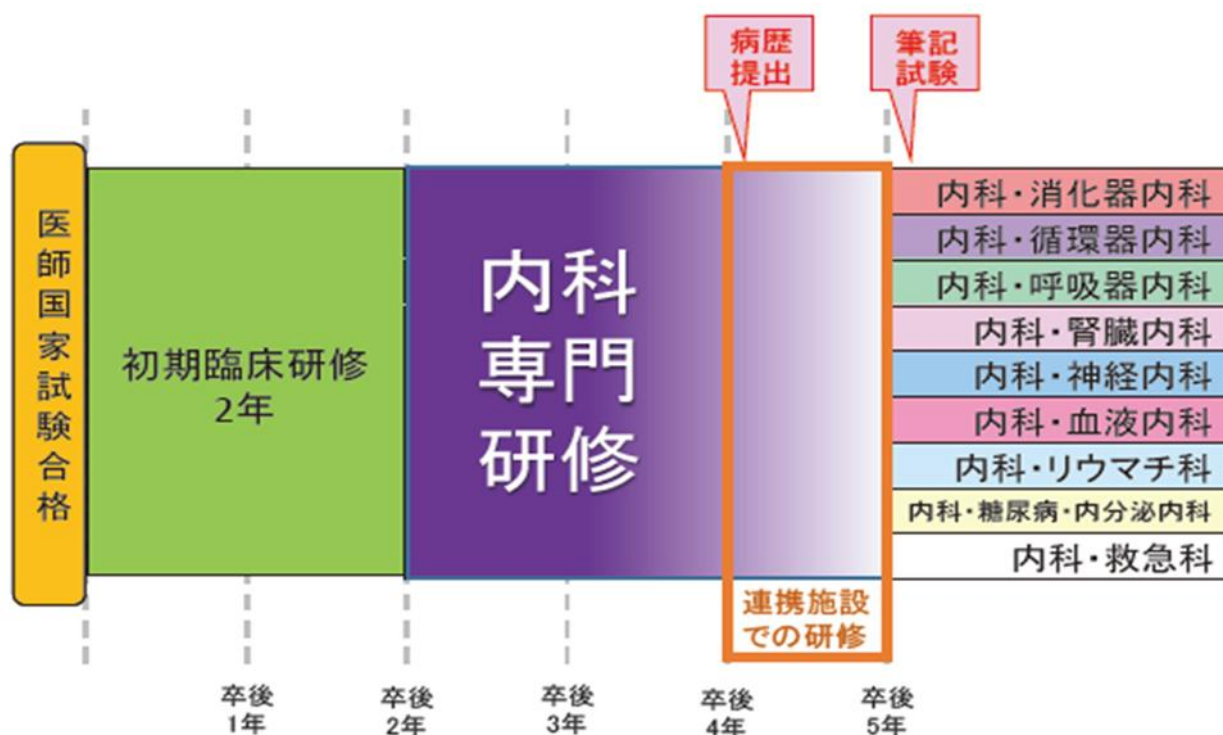 病歴
提出
筆記
試験
医師国家試験合格
初期臨床研修
2年
内科
専門
研修
内科・消化器内科
内科・循環器内科
内科・呼吸器内科
内科・腎臓内科
内科・神経内科
内科・血液内科
内科・リウマチ科
内科・糖尿病・内分泌内科
内科・救急科
連携施設
での研修
卒後
1年
卒後
2年
卒後
3年
卒後
4年
卒後
5年